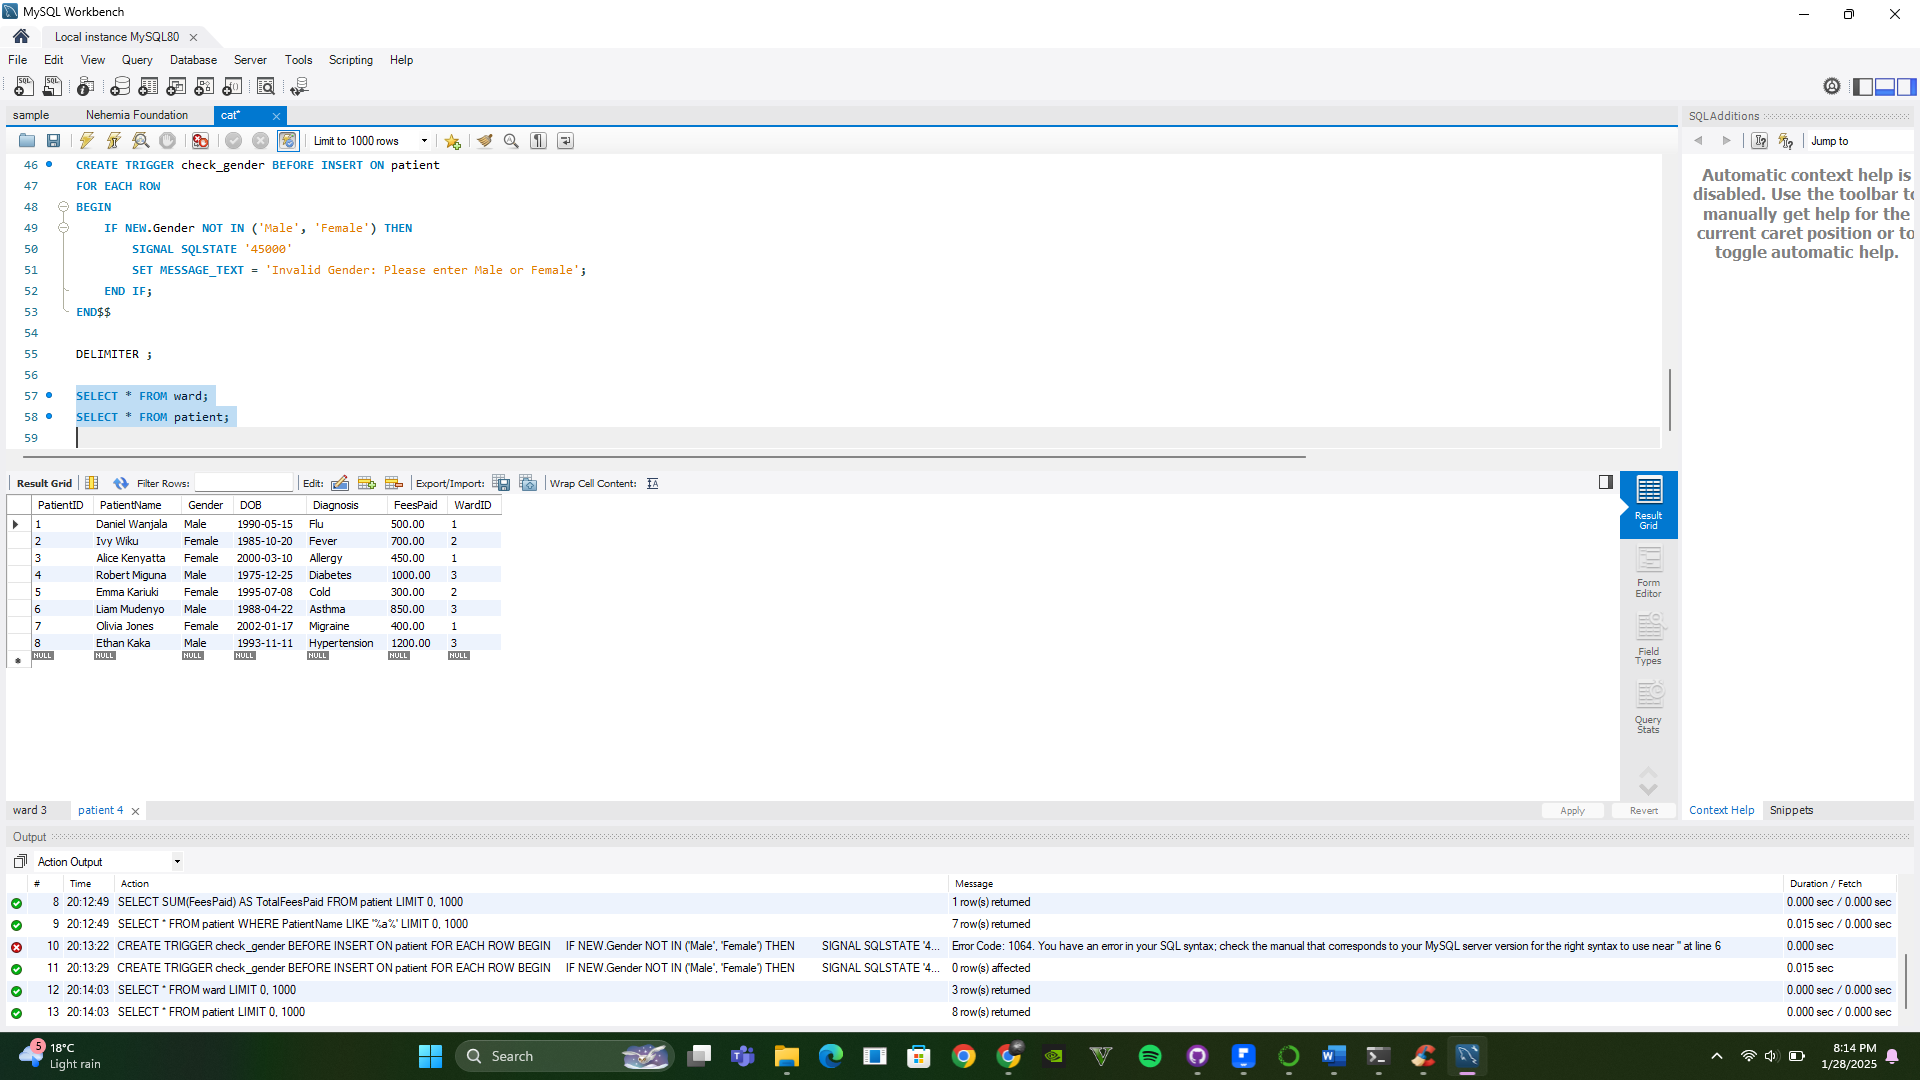 MySQL Workbench
Local instance MySQL80
File Edit View Query Database Server Tools Scripting Help
sample Nehemia Foundation cat*
SQLAdditions
Limit to 1000 rows
Jump to
46 CREATE TRIGGER check_gender BEFORE INSERT ON patient
47 FOR EACH ROW
48 BEGIN
49 IF NEW.Gender NOT IN ('Male', 'Female') THEN
50 SIGNAL SQLSTATE '45000'
51 SET MESSAGE_TEXT = 'Invalid Gender: Please enter Male or Female';
52 END IF;
53 END$$
54
55 DELIMITER ;
56
57 SELECT * FROM ward;
58 SELECT * FROM patient;
59
Automatic context help is
disabled. Use the toolbar to
manually get help for the
current caret position or to
toggle automatic help.
Result Grid Filter Rows: Edit: Export/Import: Wrap Cell Content:
PatientID PatientName Gender DOB Diagnosis FeesPaid WardID
1 Daniel Wanjala Male 1990-05-15 Flu 500.00 1
2 Ivy Wiku Female 1985-10-20 Fever 700.00 2
3 Alice Kenyatta Female 2000-03-10 Allergy 450.00 1
4 Robert Miguna Male 1975-12-25 Diabetes 1000.00 3
5 Emma Kariuki Female 1995-07-08 Cold 300.00 2
6 Liam Mudenyo Male 1988-04-22 Asthma 850.00 3
7 Olivia Jones Female 2002-01-17 Migraine 400.00 1
8 Ethan Kaka Male 1993-11-11 Hypertension 1200.00 3
NULL NULL NULL NULL NULL NULL NULL
Result
Grid
Form
Editor
Field
Types
Query
Stats
ward 3 patient 4
Apply Revert
Context Help Snippets
Output
Action Output
# Time Action Message Duration / Fetch
8 20:12:49 SELECT SUM(FeesPaid) AS TotalFeesPaid FROM patient LIMIT 0, 1000 1 row(s) returned 0.000 sec / 0.000 sec
9 20:12:49 SELECT * FROM patient WHERE PatientName LIKE '%a%' LIMIT 0, 1000 7 row(s) returned 0.015 sec / 0.000 sec
10 20:13:22 CREATE TRIGGER check_gender BEFORE INSERT ON patient FOR EACH ROW BEGIN IF NEW.Gender NOT IN ('Male', 'Female') THEN SIGNAL SQLSTATE '4... Error Code: 1064. You have an error in your SQL syntax; check the manual that corresponds to your MySQL server version for the right syntax to use near '' at line 6 0.000 sec
11 20:13:29 CREATE TRIGGER check_gender BEFORE INSERT ON patient FOR EACH ROW BEGIN IF NEW.Gender NOT IN ('Male', 'Female') THEN SIGNAL SQLSTATE '4... 0 row(s) affected 0.015 sec
12 20:14:03 SELECT * FROM ward LIMIT 0, 1000 3 row(s) returned 0.000 sec / 0.000 sec
13 20:14:03 SELECT * FROM patient LIMIT 0, 1000 8 row(s) returned 0.000 sec / 0.000 sec
5
18°C
Light rain
Search
8:14 PM
1/28/2025